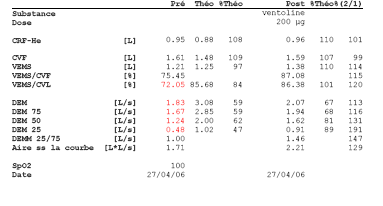 Pré Théo %Théo Post %Théo%(2/1)
Substance ventoline
Dose 200 µg
CRF-He [L] 0.95 0.88 108 0.96 110 101
CVF [L] 1.61 1.48 109 1.59 107 99
VEMS [L] 1.21 1.25 97 1.38 110 114
VEMS/CVF [%] 75.45 87.08 115
VEMS/CVL [%] 72.05 85.68 84 86.38 101 120
DEM [L/s] 1.83 3.08 59 2.07 67 113
DEM 75 [L/s] 1.67 2.85 59 1.94 68 116
DEM 50 [L/s] 1.24 2.00 62 1.62 81 131
DEM 25 [L/s] 0.48 1.02 47 0.91 89 191
DEMM 25/75 [L/s] 1.00 1.46 147
Aire ss la courbe [L*L/s] 1.71 2.21 129
SpO2 100
Date 27/04/06 27/04/06